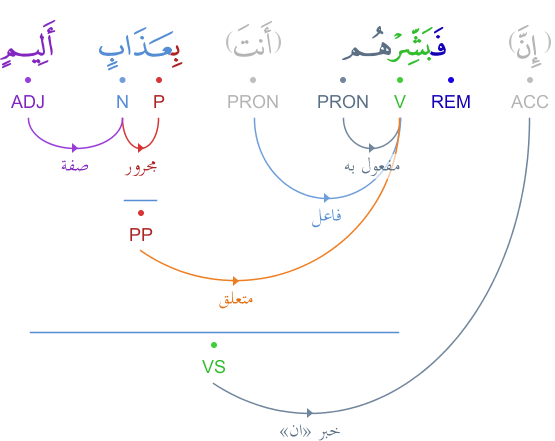 (إِنَّ) فَبَشِّرْهُم (أَنتَ) بِعَذَابٍ أَلِيمٍ
ACC REM V PRON PRON P N ADJ
مفعول به مجرور صفة
فاعل
PP
متعلق
VS
خبر «ان»